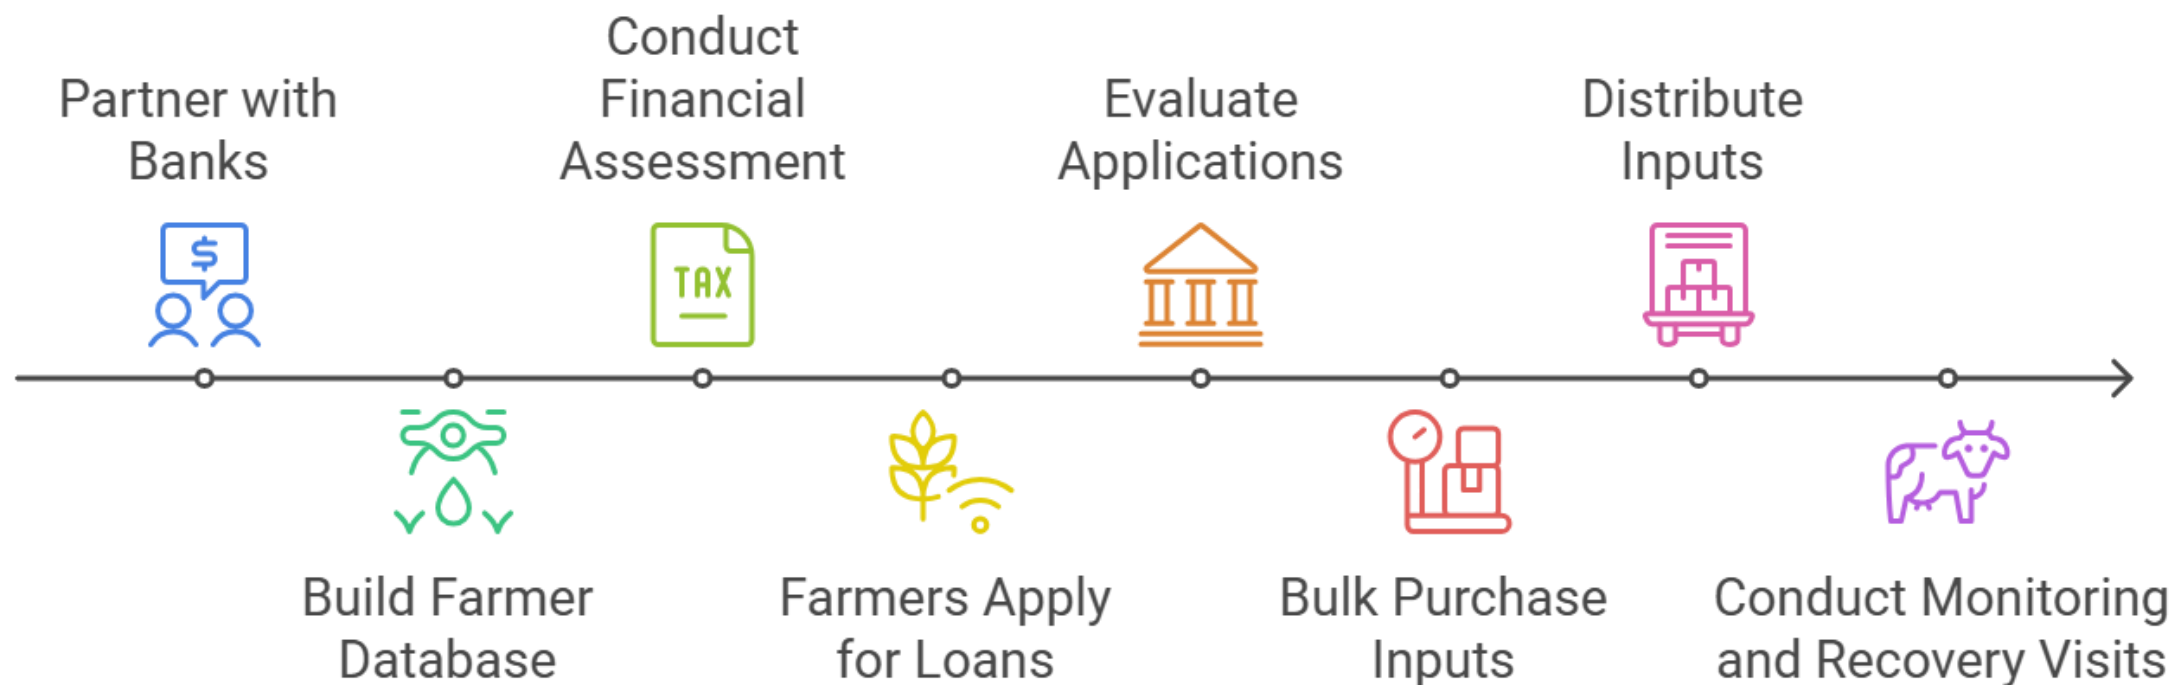 Partner with
Banks
$
Build Farmer
Database
Conduct
Financial
Assessment
TAX
Farmers Apply
for Loans
Evaluate
Applications
Bulk Purchase
Inputs
Distribute
Inputs
Conduct Monitoring
and Recovery Visits